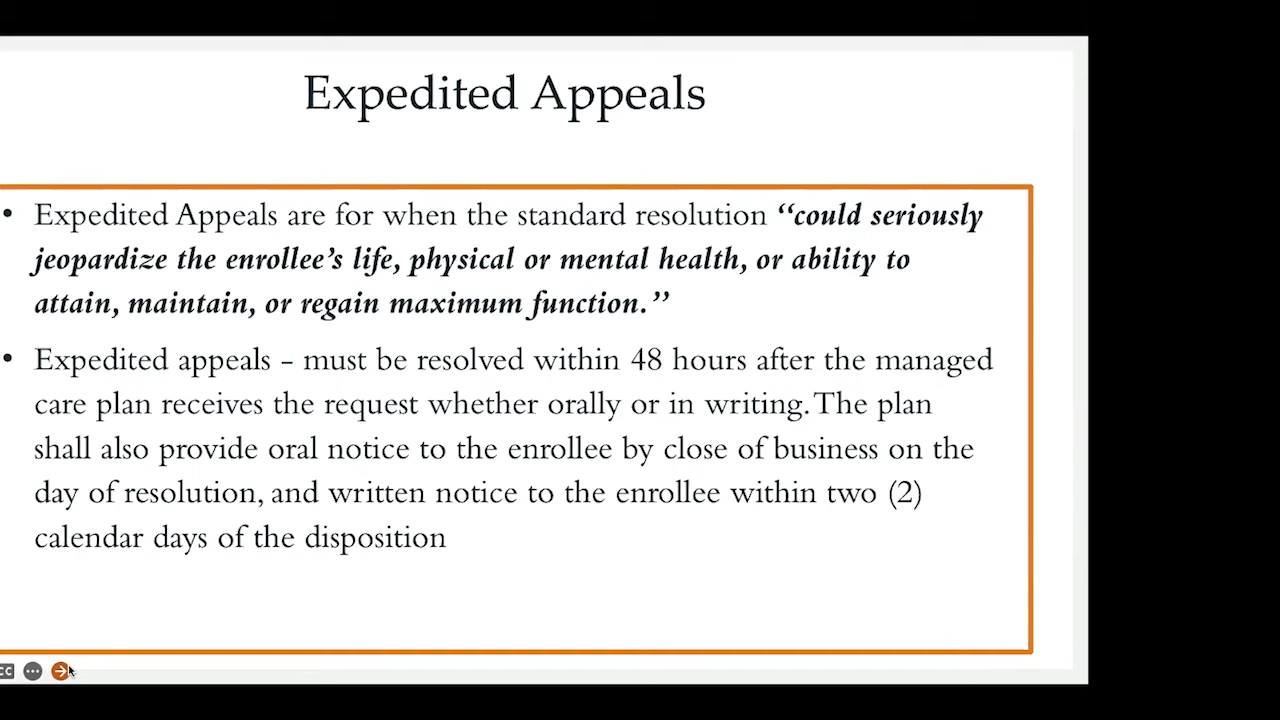 Expedited Appeals
• Expedited Appeals are for when the standard resolution “could seriously
jeopardize the enrollee’s life, physical or mental health, or ability to
attain, maintain, or regain maximum function.”
• Expedited appeals - must be resolved within 48 hours after the managed
care plan receives the request whether orally or in writing. The plan
shall also provide oral notice to the enrollee by close of business on the
day of resolution, and written notice to the enrollee within two (2)
calendar days of the disposition
CC